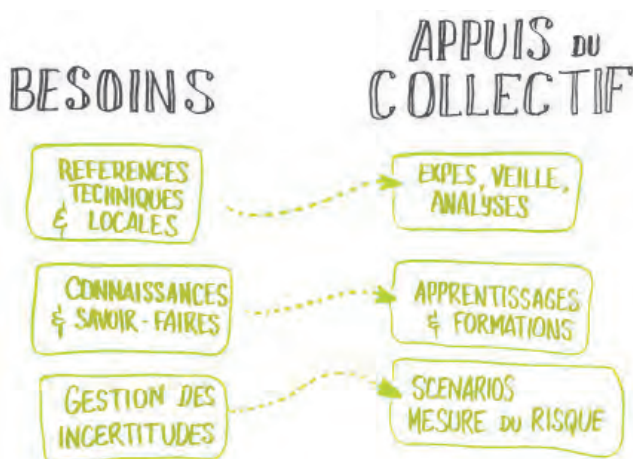 BESOINS
APPUIS DU
COLLECTIF
REFERENCES
TECHNIQUES
& LOCALES
EXPES, VEILLE,
ANALYSES
CONNAISSANCES
& SAVOIR-FAIRES
APPRENTISSAGES
& FORMATIONS
GESTION DES
INCERTITUDES
SCENARIOS
MESURE DU RISQUE